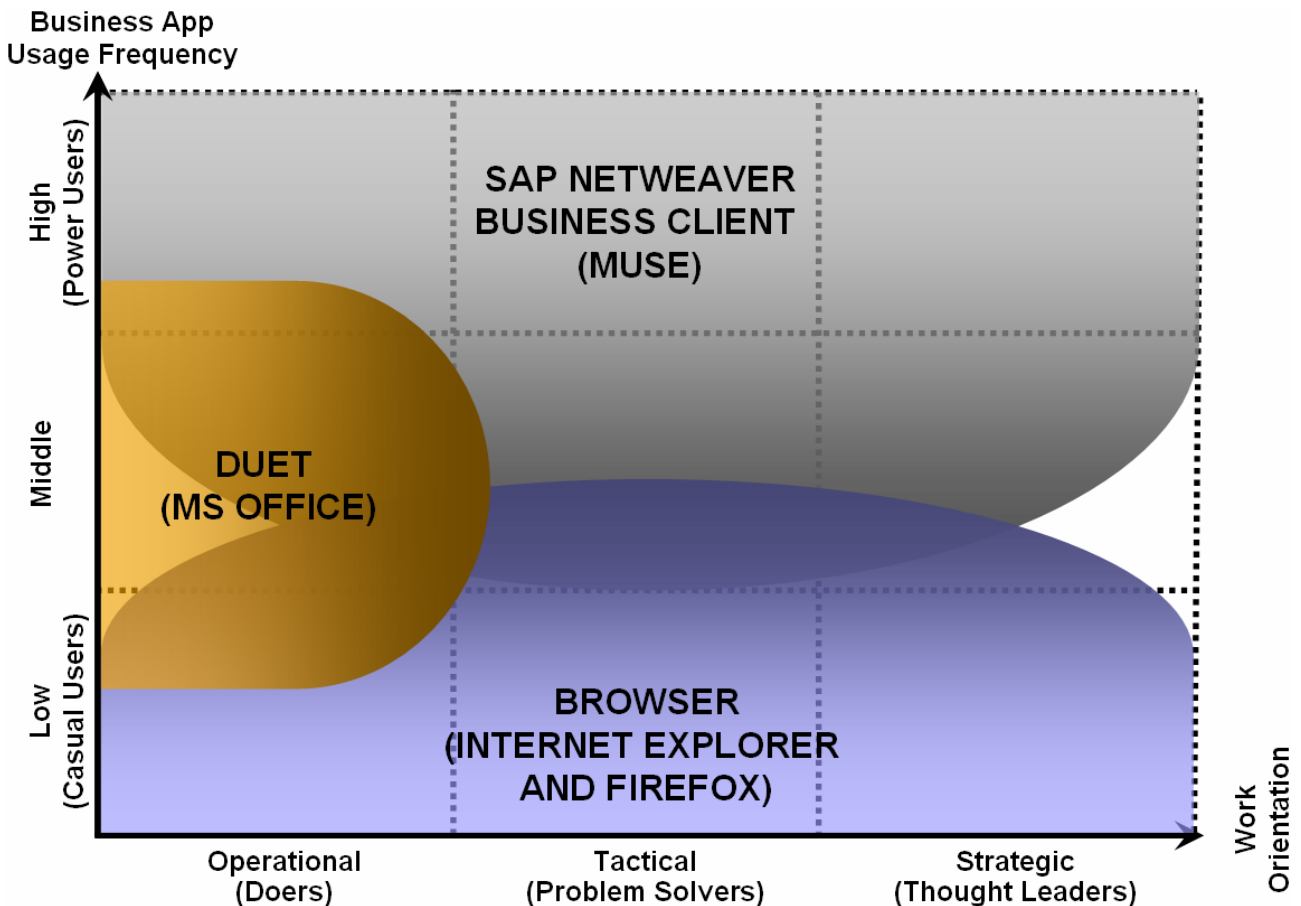 Business App
Usage Frequency
High
(Power Users)
Middle
Low
(Casual Users)
SAP NETWEAVER
BUSINESS CLIENT
(MUSE)
DUET
(MS OFFICE)
BROWSER
(INTERNET EXPLORER
AND FIREFOX)
Operational
(Doers)
Tactical
(Problem Solvers)
Strategic
(Thought Leaders)
Work
Orientation